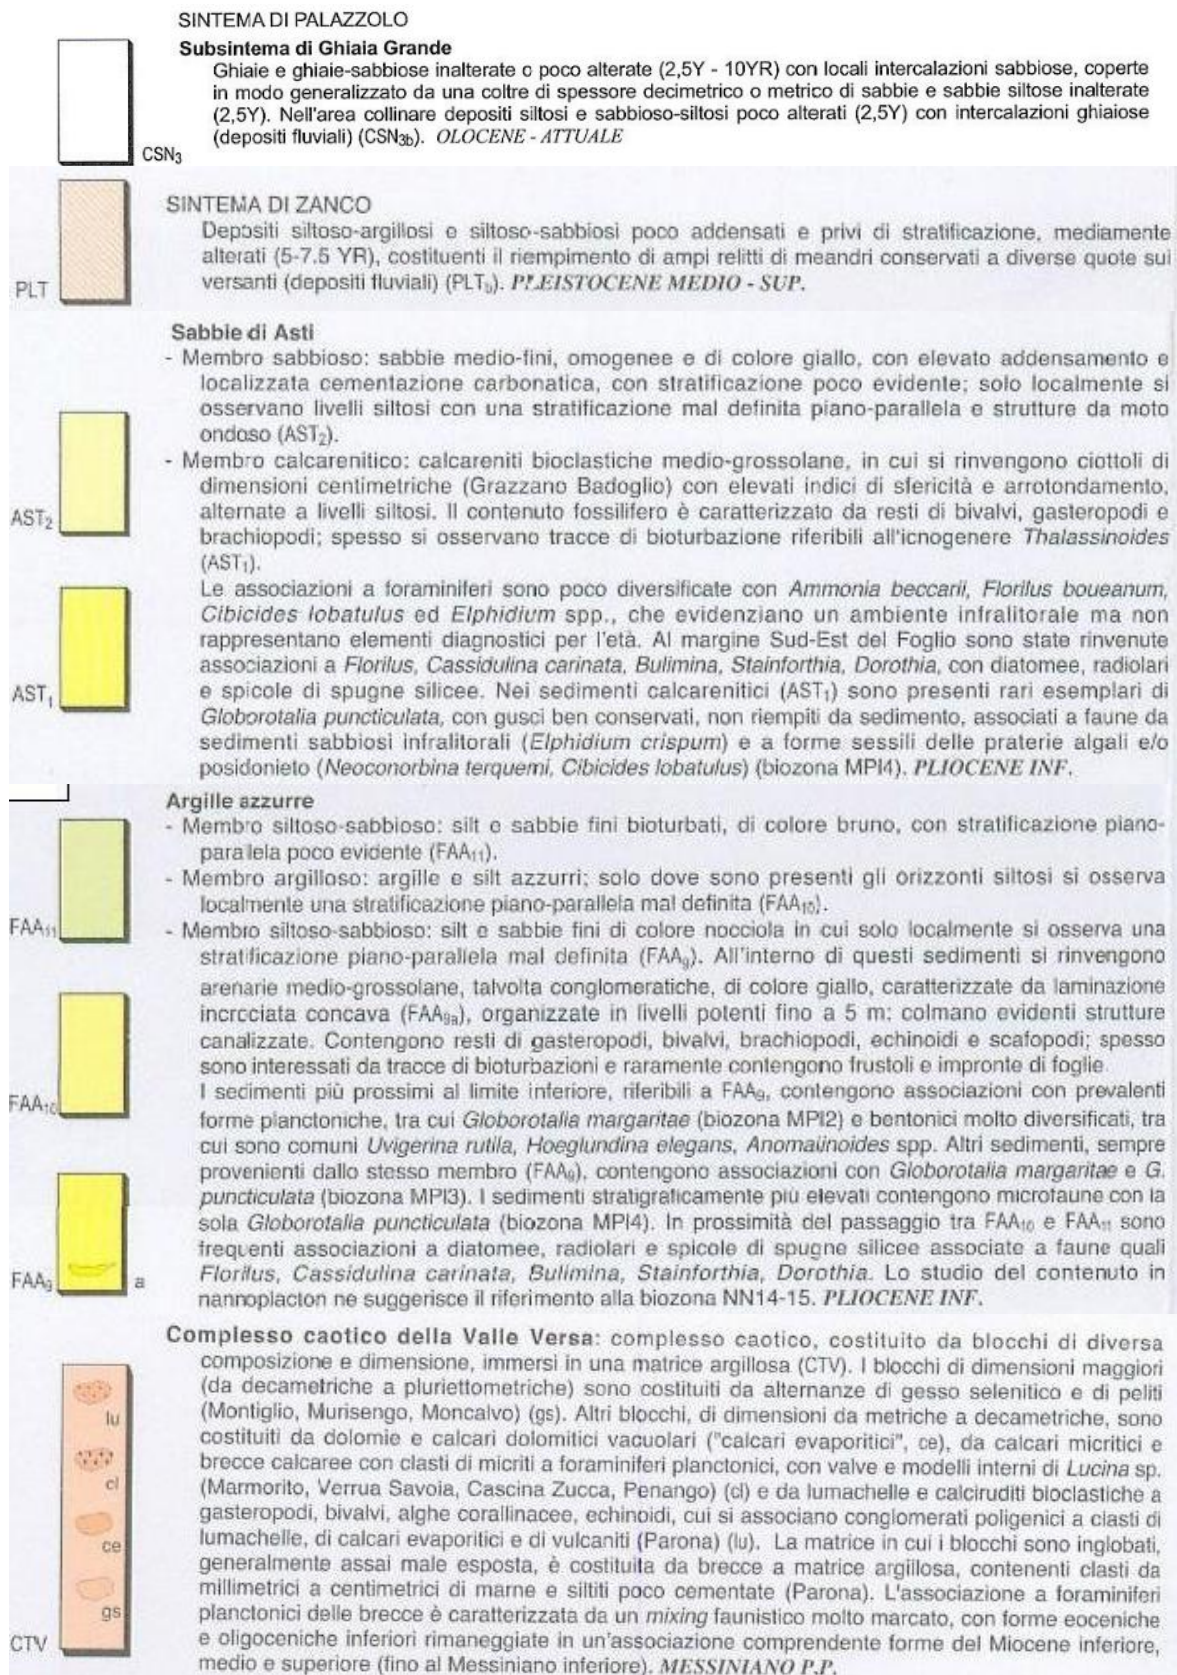 SINTEMA DI PALAZZOLO
Subsintema di Ghiaia Grande
Ghiaie e ghiaie-sabbiose inalterate o poco alterate (2,5Y - 10YR) con locali intercalazioni sabbiose, coperte
in modo generalizzato da una coltre di spessore decimetrico o metrico di sabbie e sabbie siltose inalterate
(2,5Y). Nell'area collinare depositi siltosi e sabbioso-siltosi poco alterati (2,5Y) con intercalazioni ghiaiose
(depositi fluviali) (CSN3b). OLOCENE - ATTUALE
CSN3
SINTEMA DI ZANCO
Depositi siltoso-argillosi e siltoso-sabbiosi poco addensati e privi di stratificazione, mediamente
alterati (5-7.5 YR), costituenti il riempimento di ampi relitti di meandri conservati a diverse quote sui
versanti (depositi fluviali) (PLTb). PLEISTOCENE MEDIO - SUP.
PLT
Sabbie di Asti
- Membro sabbioso: sabbie medio-fini, omogenee e di colore giallo, con elevato addensamento e
localizzata cementazione carbonatica, con stratificazione poco evidente; solo localmente si
osservano livelli siltosi con una stratificazione mal definita piano-parallela e strutture da moto
ondoso (AST2).
- Membro calcarenitico: calcareniti bioclastiche medio-grossolane, in cui si rinvengono ciottoli di
dimensioni centimetriche (Grazzano Badoglio) con elevati indici di sfericità e arrotondamento,
alternate a livelli siltosi. Il contenuto fossilifero è caratterizzato da resti di bivalvi, gasteropodi e
brachiopodi; spesso si osservano tracce di bioturbazione riferibili all'icnogenere Thalassinoides
(AST1).
AST2
Le associazioni a foraminiferi sono poco diversificate con Ammonia beccarii, Florilus boueanum,
Cibicides lobatulus ed Elphidium spp., che evidenziano un ambiente infralitorale ma non
rappresentano elementi diagnostici per l'età. Al margine Sud-Est del Foglio sono state rinvenute
associazioni a Florilus, Cassidulina carinata, Bulimina, Stainforthia, Dorothia, con diatomee, radiolari
e spicole di spugne silicee. Nei sedimenti calcarenitici (AST1) sono presenti rari esemplari di
Globorotalia puncticulata, con gusci ben conservati, non riempiti da sedimento, associati a faune da
sedimenti sabbiosi infralitorali (Elphidium crispum) e a forme sessili delle praterie algali e/o
posidonieto (Neoconorbina terquemi, Cibicides lobatulus) (biozona MPl4). PLIOCENE INF.
AST1
Argille azzurre
- Membro siltoso-sabbioso: silt e sabbie fini bioturbati, di colore bruno, con stratificazione piano-
parallela poco evidente (FAA11).
- Membro argilloso: argille e silt azzurri; solo dove sono presenti gli orizzonti siltosi si osserva
localmente una stratificazione piano-parallela mal definita (FAA10).
- Membro siltoso-sabbioso: silt e sabbie fini di colore nocciola in cui solo localmente si osserva una
stratificazione piano-parallela mal definita (FAA9). All'interno di questi sedimenti si rinvengono
arenarie medio-grossolane, talvolta conglomeratiche, di colore giallo, caratterizzate da laminazione
incrociata concava (FAA9a), organizzate in livelli potenti fino a 5 m; colmano evidenti strutture
canalizzate. Contengono resti di gasteropodi, bivalvi, brachiopodi, echinoidi e scafopodi; spesso
sono interessati da tracce di bioturbazioni e raramente contengono frustoli e impronte di foglie.
FAA11
I sedimenti più prossimi al limite inferiore, riferibili a FAA9, contengono associazioni con prevalenti
forme planctoniche, tra cui Globorotalia margaritae (biozona MPl2) e bentonici molto diversificati, tra
cui sono comuni Uvigerina rutila, Hoeglundina elegans, Anomalinoides spp. Altri sedimenti, sempre
provenienti dallo stesso membro (FAA9), contengono associazioni con Globorotalia margaritae e G.
puncticulata (biozona MPl3). I sedimenti stratigraficamente più elevati contengono microfaune con la
sola Globorotalia puncticulata (biozona MPl4). In prossimità del passaggio tra FAA10 e FAA11 sono
frequenti associazioni a diatomee, radiolari e spicole di spugne silicee associate a faune quali
Florilus, Cassidulina carinata, Bulimina, Stainforthia, Dorothia. Lo studio del contenuto in
nannoplacton ne suggerisce il riferimento alla biozona NN14-15. PLIOCENE INF.
FAA10
FAA9
a
Complesso caotico della Valle Versa: complesso caotico, costituito da blocchi di diversa
composizione e dimensione, immersi in una matrice argillosa (CTV). I blocchi di dimensioni maggiori
(da decametriche a pluriettometriche) sono costituiti da alternanze di gesso selenitico e di peliti
(Montiglio, Murisengo, Moncalvo) (gs). Altri blocchi, di dimensioni da metriche a decametriche, sono
costituiti da dolomie e calcari dolomitici vacuolari ("calcari evaporitici", ce), da calcari micritici e
brecce calcaree con clasti di micriti a foraminiferi planctonici, con valve e modelli interni di Lucina sp.
(Marmorito, Verrua Savoia, Cascina Zucca, Penango) (cl) e da lumachelle e calciruditi bioclastiche a
gasteropodi, bivalvi, alghe corallinacee, echinoidi, cui si associano conglomerati poligenici a clasti di
lumachelle, di calcari evaporitici e di vulcaniti (Parona) (lu). La matrice in cui i blocchi sono inglobati,
generalmente assai male esposta, è costituita da brecce a matrice argillosa, contenenti clasti da
millimetrici a centimetrici di marne e siltiti poco cementate (Parona). L'associazione a foraminiferi
planctonici delle brecce è caratterizzata da un mixing faunistico molto marcato, con forme eoceniche
e oligoceniche inferiori rimaneggiate in un'associazione comprendente forme del Miocene inferiore,
medio e superiore (fino al Messiniano inferiore). MESSINIANO P.P.
lu
cl
ce
gs
CTV